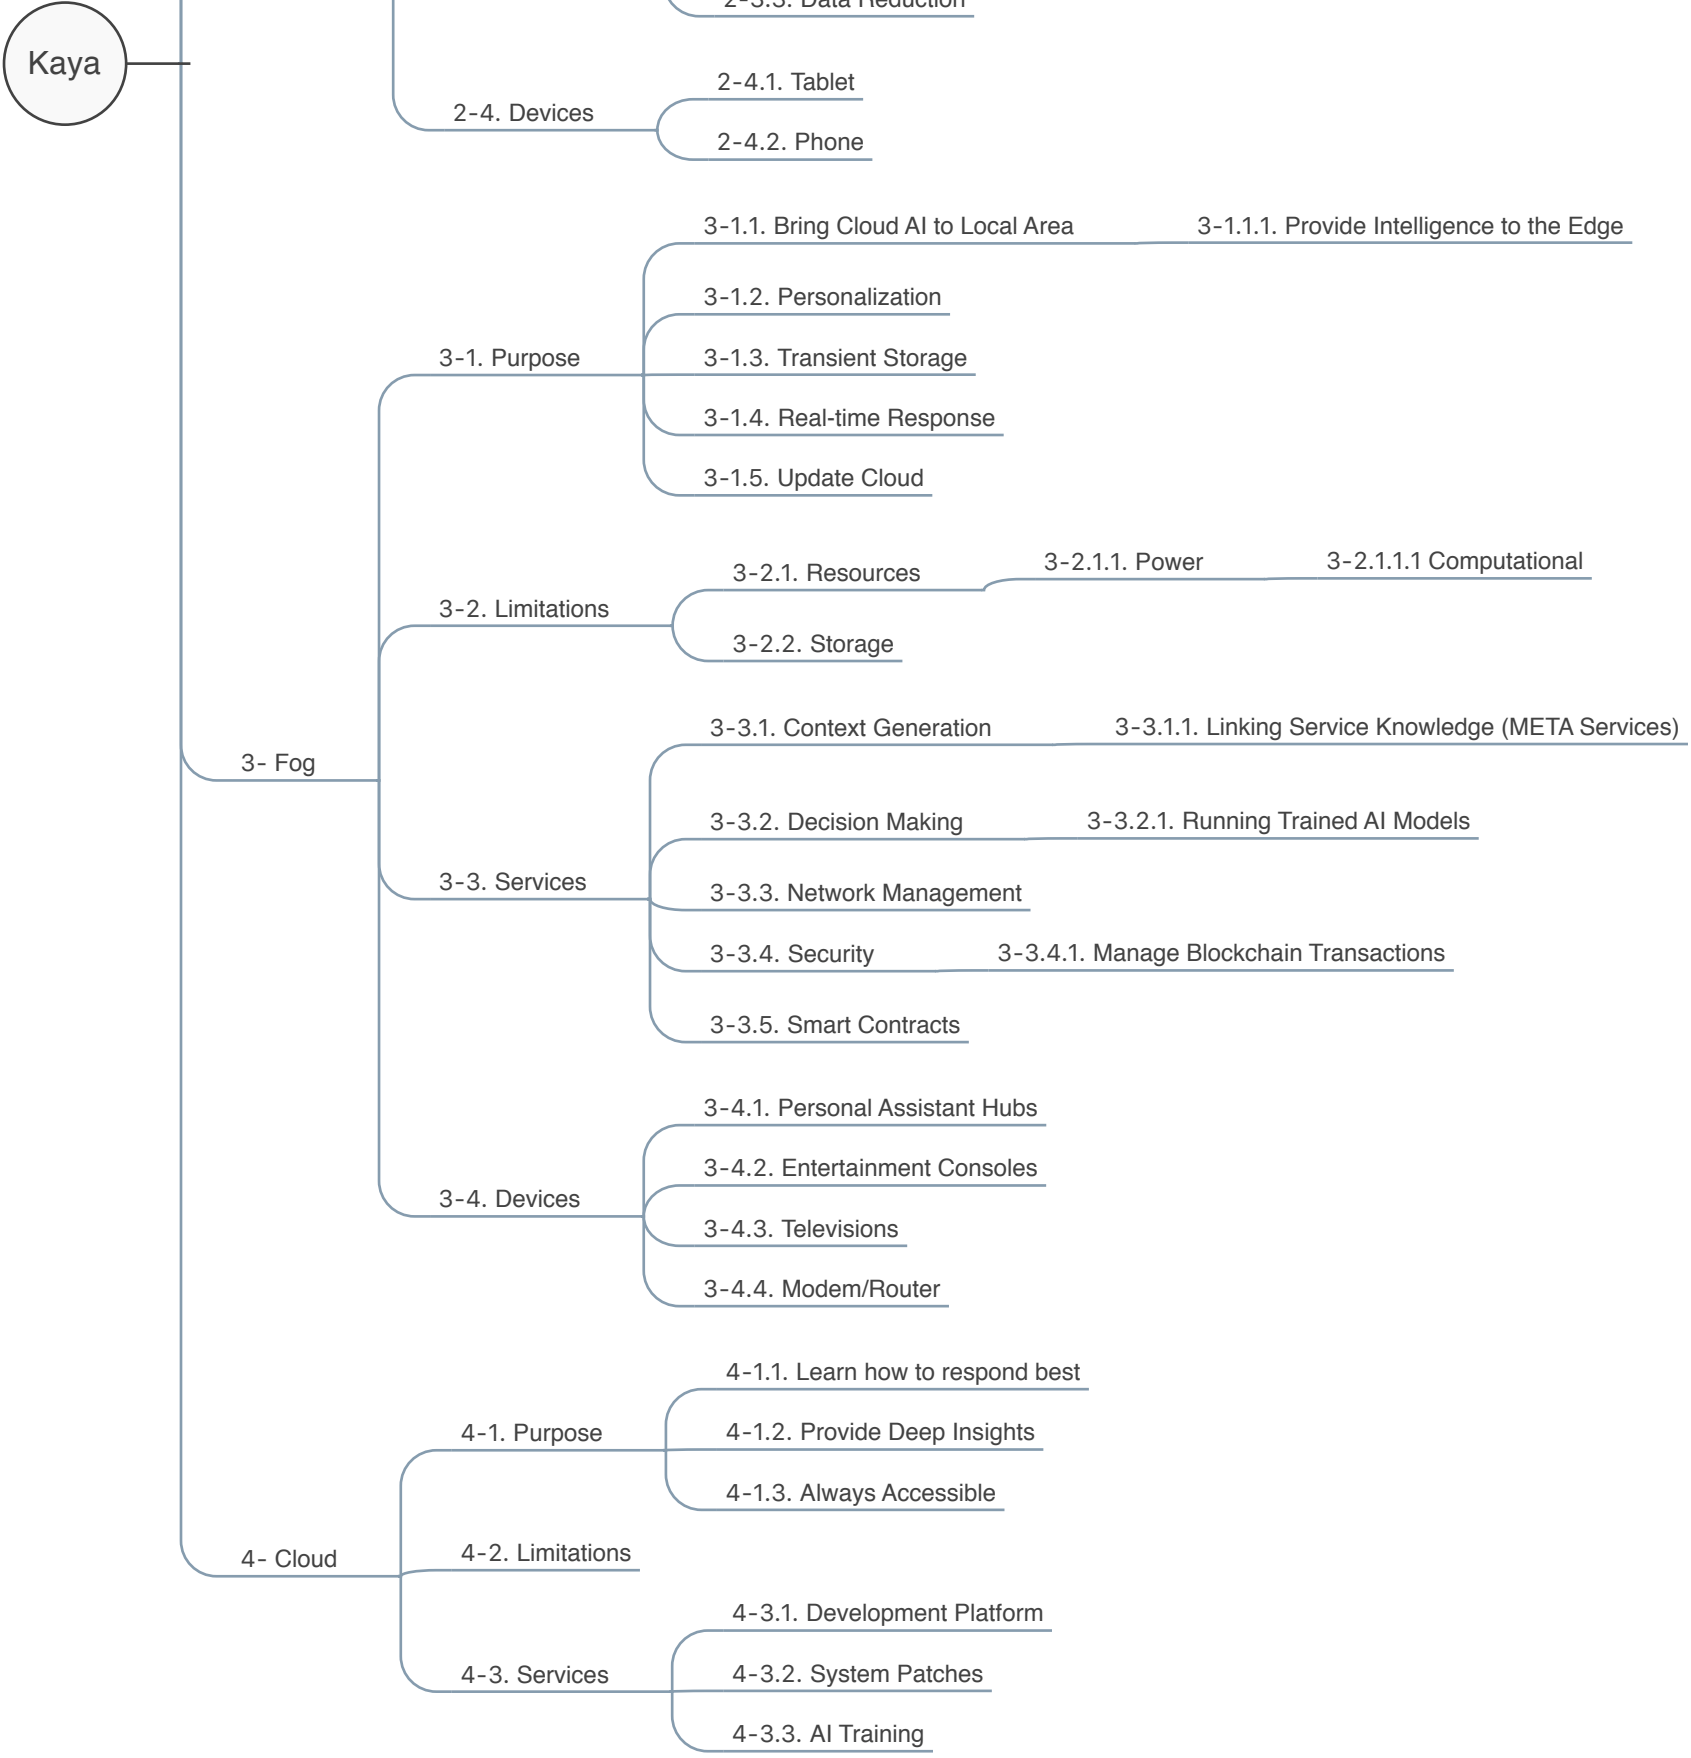 2-3.3. Data Reduction
Kaya
2-4. Devices
2-4.1. Tablet
2-4.2. Phone
3- Fog
3-1. Purpose
3-1.1. Bring Cloud AI to Local Area
3-1.1.1. Provide Intelligence to the Edge
3-1.2. Personalization
3-1.3. Transient Storage
3-1.4. Real-time Response
3-1.5. Update Cloud
3-2. Limitations
3-2.1. Resources
3-2.1.1. Power
3-2.1.1.1 Computational
3-2.2. Storage
3-3. Services
3-3.1. Context Generation
3-3.1.1. Linking Service Knowledge (META Services)
3-3.2. Decision Making
3-3.2.1. Running Trained AI Models
3-3.3. Network Management
3-3.4. Security
3-3.4.1. Manage Blockchain Transactions
3-3.5. Smart Contracts
3-4. Devices
3-4.1. Personal Assistant Hubs
3-4.2. Entertainment Consoles
3-4.3. Televisions
3-4.4. Modem/Router
4- Cloud
4-1. Purpose
4-1.1. Learn how to respond best
4-1.2. Provide Deep Insights
4-1.3. Always Accessible
4-2. Limitations
4-3. Services
4-3.1. Development Platform
4-3.2. System Patches
4-3.3. AI Training